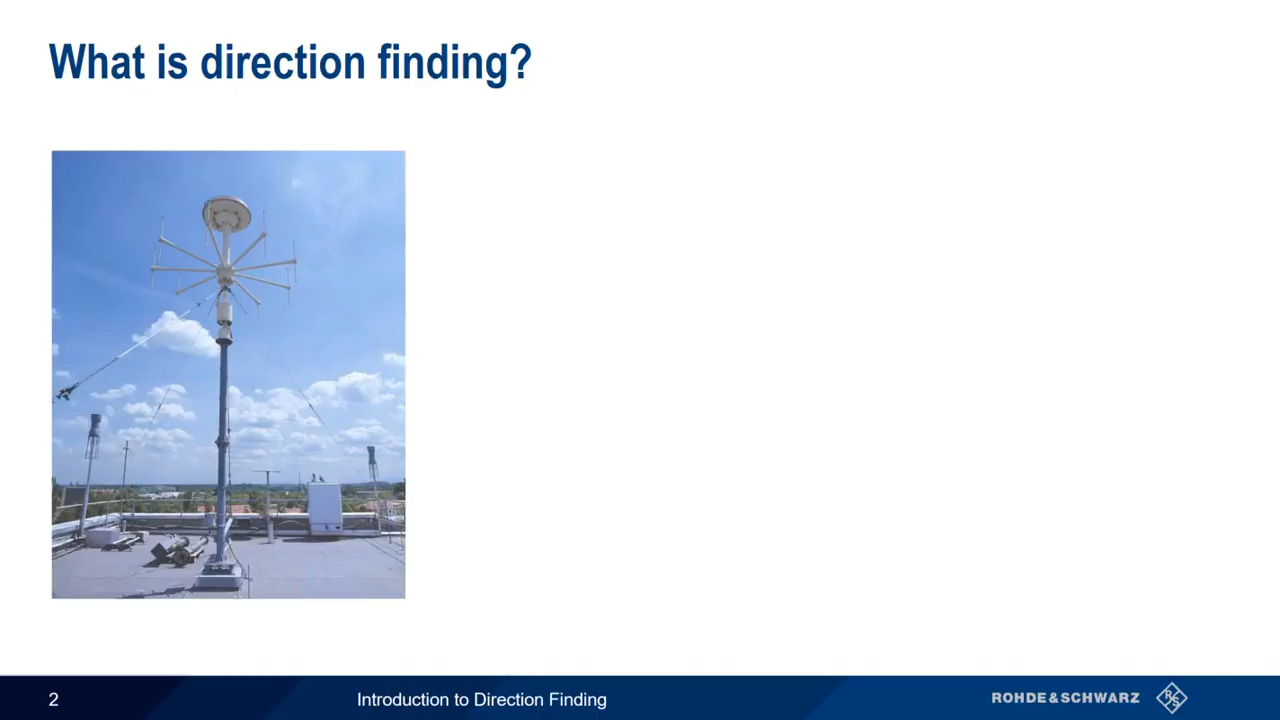 What is direction finding?
2
Introduction to Direction Finding
ROHDE & SCHWARZ
R S